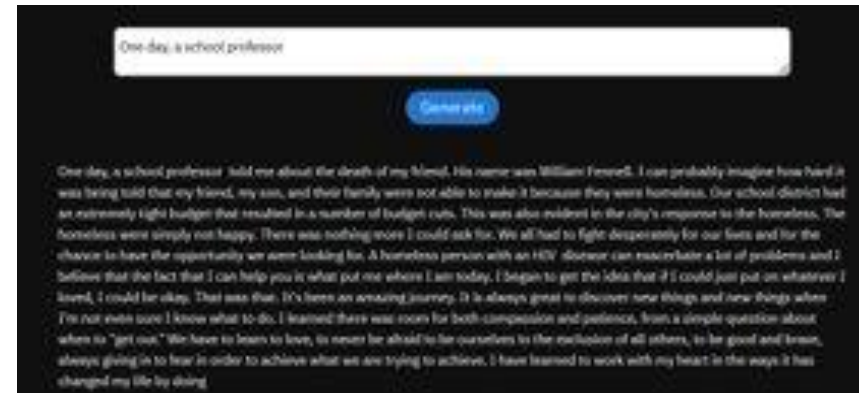 One day, a school professor
Generate
One day, a school professor told me about the death of my friend. His name was William Fennell. I can probably imagine how hard it
was being told that my friend, my son, and their family were not able to make it because they were homeless. Our school district had
an extremely tight budget that resulted in a number of budget cuts. This was also evident in the city's response to the homeless. The
homeless were simply not happy. There was nothing more I could ask for. We all had to fight desperately for our lives and for the
chance to have the opportunity we were looking for. A homeless person with an HIV disease can exacerbate a lot of problems and I
believe that the fact that I can help you is what put me where I am today. I began to get the idea that if I could just put on whatever I
loved, I could be okay. That was that. It's been an amazing journey. It is always great to discover new things and new things when
I'm not even sure I know what to do. I learned there was room for both compassion and patience, from a simple question about
when to "get out." We have to learn to love, to never be afraid to be ourselves to the exclusion of all others, to be good and brave,
always giving in to fear in order to achieve what we are trying to achieve. I have learned to work with my heart in the ways it has
changed my life by doing